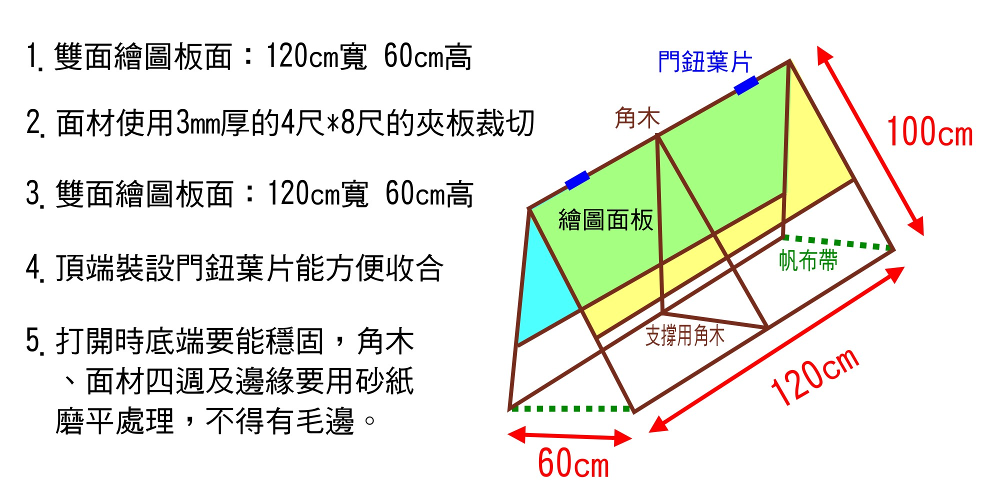 1. 雙面繪圖板面：120cm寬 60cm高
2. 面材使用3mm厚的4尺*8尺的夾板裁切
3. 雙面繪圖板面：120cm寬 60cm高
4. 頂端裝設門鈕葉片能方便收合
5. 打開時底端要能穩固，角木
、面材四週及邊緣要用砂紙
磨平處理，不得有毛邊。
門鈕葉片
角木
100cm
繪圖面板
帆布帶
支撐用角木
120cm
60cm